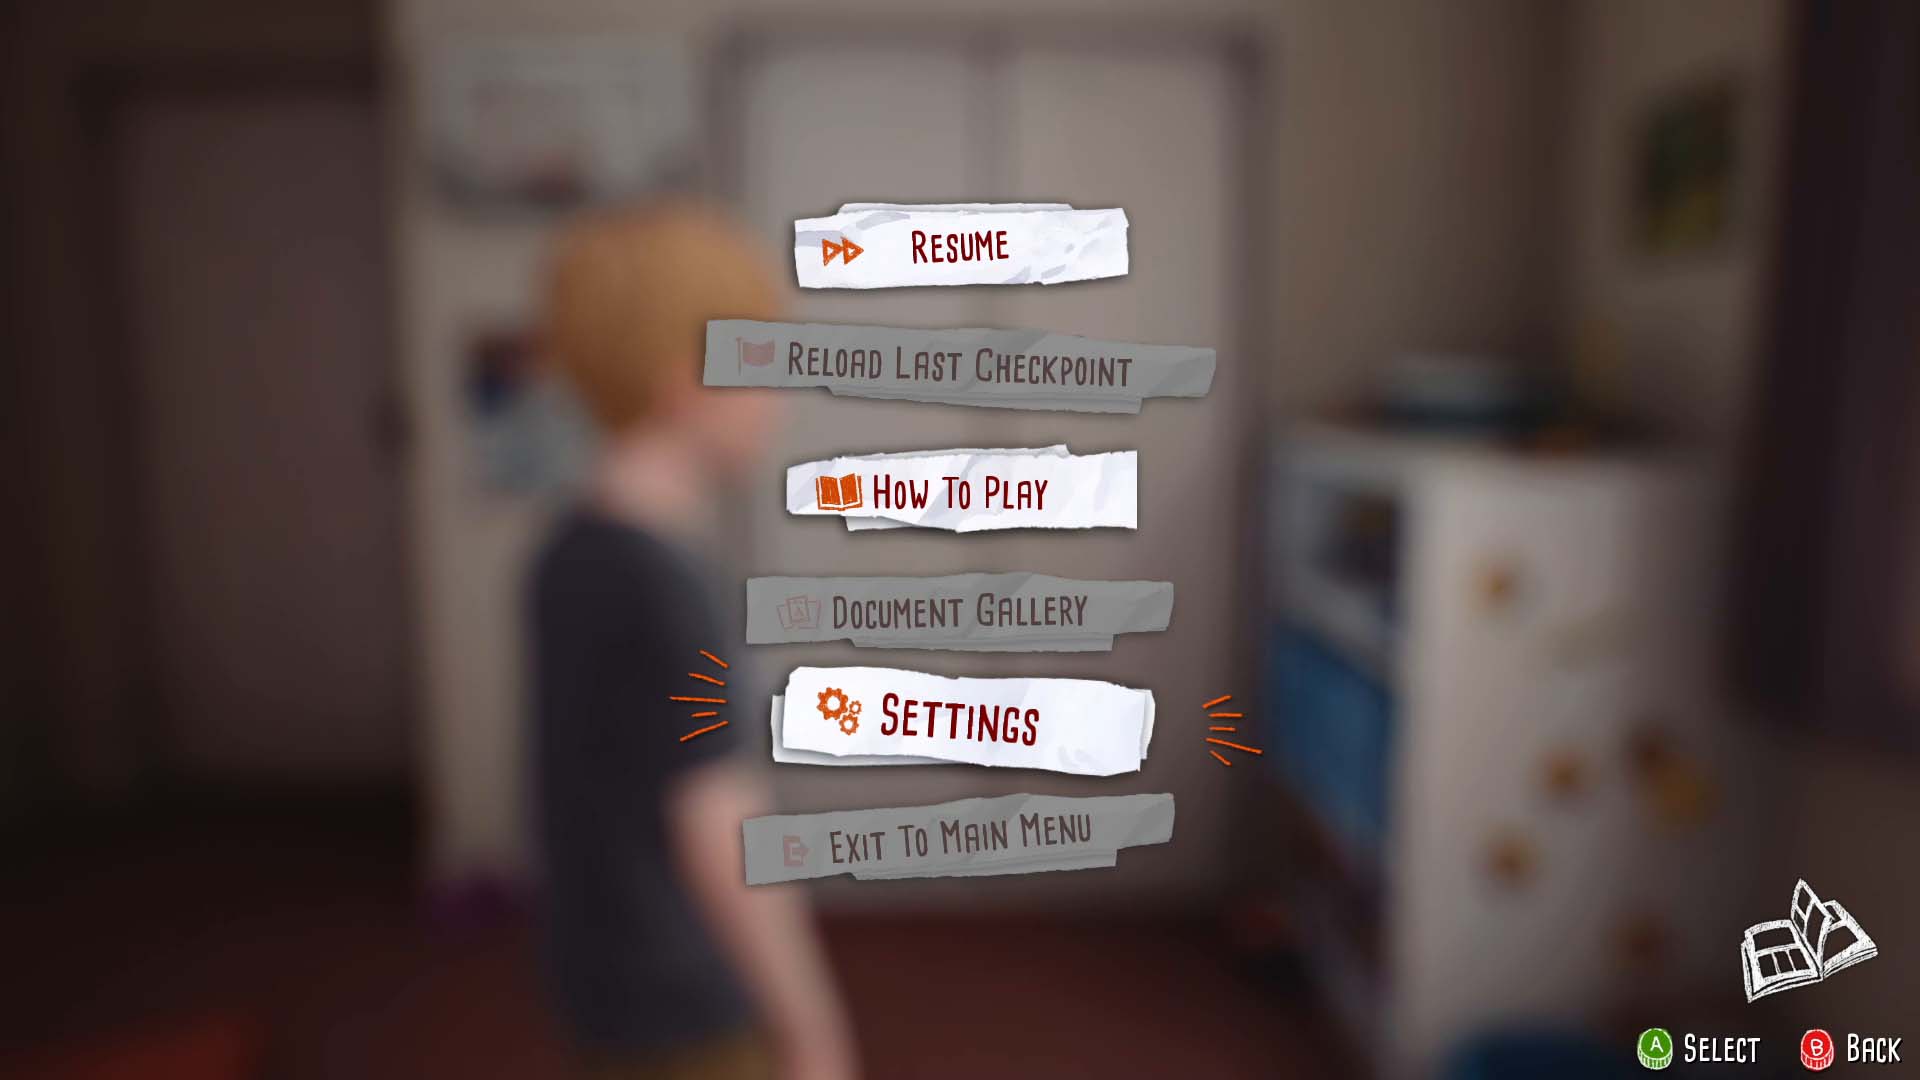 Resume
Reload Last Checkpoint
How To Play
Document Gallery
Settings
Exit To Main Menu
A Select B Back